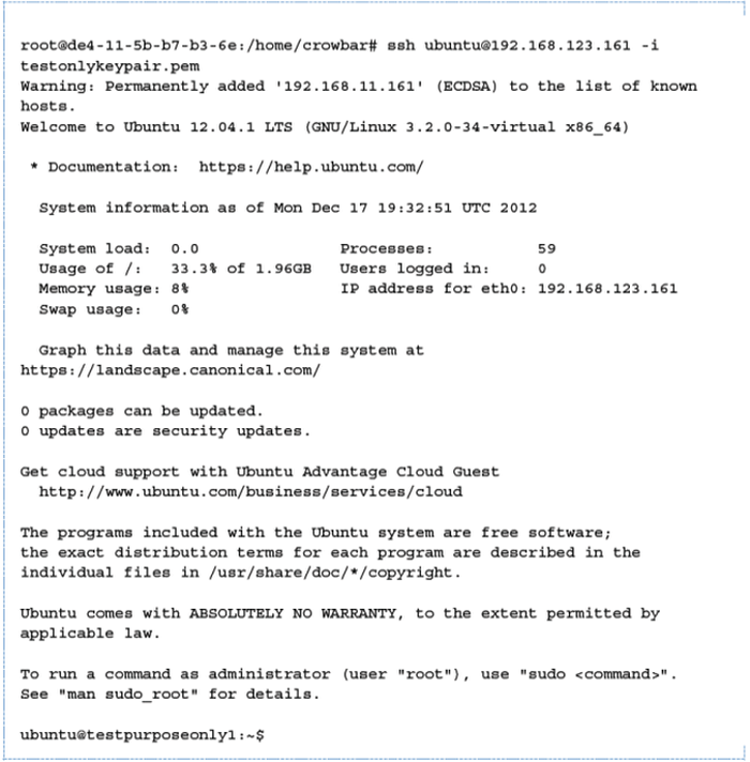 root@de4-11-5b-b7-b3-6e:/home/crowbar# ssh ubuntu@192.168.123.161 -i
testonlykeypair.pem
Warning: Permanently added '192.168.11.161' (ECDSA) to the list of known
hosts.
Welcome to Ubuntu 12.04.1 LTS (GNU/Linux 3.2.0-34-virtual x86_64)
* Documentation: https://help.ubuntu.com/
System information as of Mon Dec 17 19:32:51 UTC 2012
System load: 0.0 Processes: 59
Usage of /: 33.3% of 1.96GB Users logged in: 0
Memory usage: 8% IP address for eth0: 192.168.123.161
Swap usage: 0%
Graph this data and manage this system at
https://landscape.canonical.com/
0 packages can be updated.
0 updates are security updates.
Get cloud support with Ubuntu Advantage Cloud Guest
http://www.ubuntu.com/business/services/cloud
The programs included with the Ubuntu system are free software;
the exact distribution terms for each program are described in the
individual files in /usr/share/doc/*/copyright.
Ubuntu comes with ABSOLUTELY NO WARRANTY, to the extent permitted by
applicable law.
To run a command as administrator (user "root"), use "sudo <command>".
See "man sudo_root" for details.
ubuntu@testpurposeonly1:~$